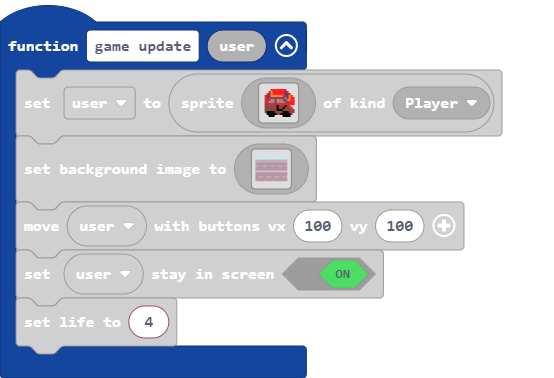 function game update user
set user to sprite of kind Player
set background image to
move user with buttons vx 100 vy 100
set user stay in screen ON
set life to 4